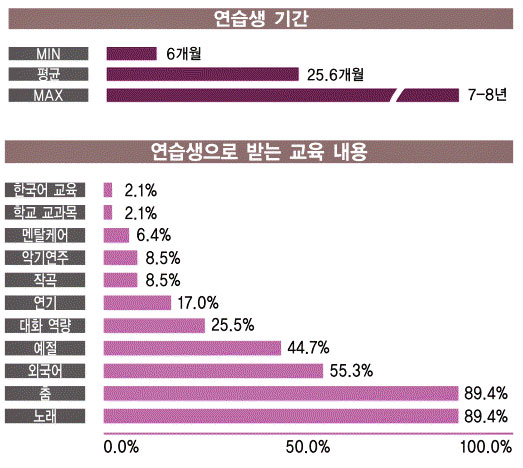 연습생 기간
MIN 6개월
평균 25.6개월
MAX 7-8년
연습생으로 받는 교육 내용
한국어 교육 2.1%
학교 교과목 2.1%
멘탈케어 6.4%
악기연주 8.5%
작곡 8.5%
연기 17.0%
대화 역량 25.5%
예절 44.7%
외국어 55.3%
춤 89.4%
노래 89.4%
0.0% 50.0% 100.0%